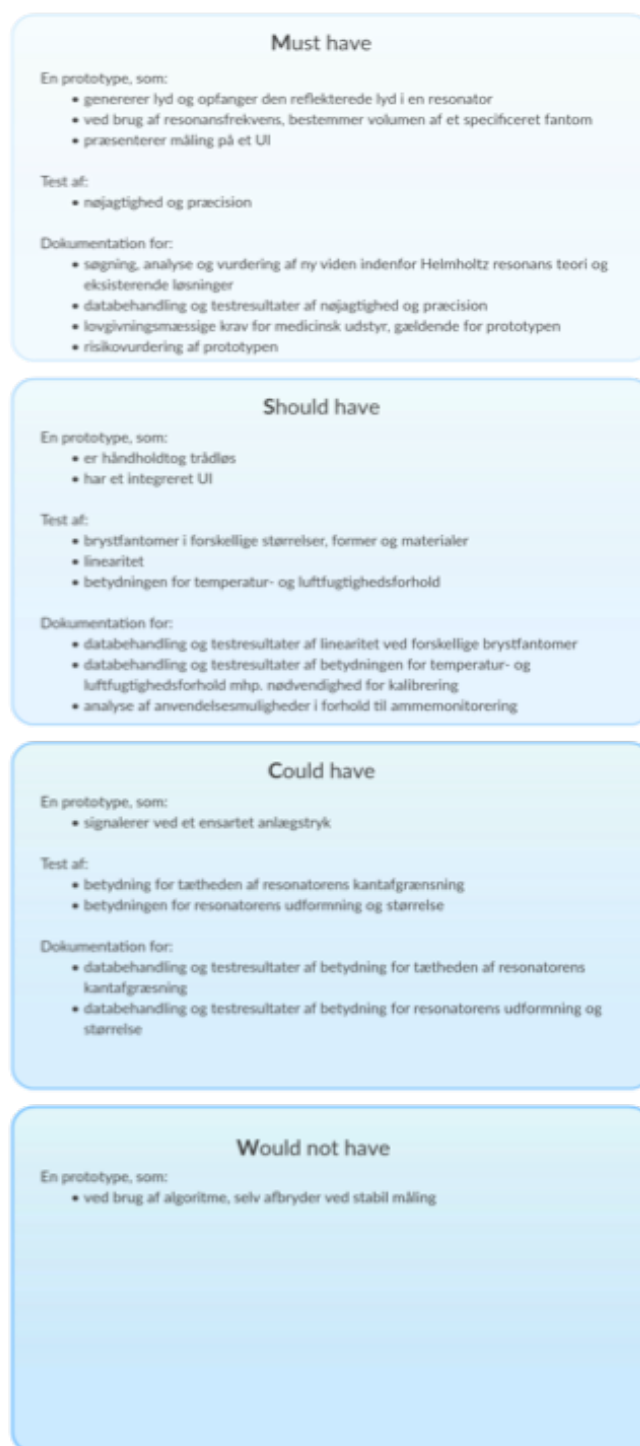 Must have
En prototype, som:
• genererer lyd og opfanger den reflekterede lyd i en resonator
• ved brug af resonansfrekvens, bestemmer volumen af et specificeret fantom
• præsenterer måling på et UI
Test af:
• nøjagtighed og præcision
Dokumentation for:
• søgning, analyse og vurdering af ny viden indenfor Helmholtz resonans teori og
eksisterende løsninger
• databehandling og testresultater af nøjagtighed og præcision
• lovgivningsmæssige krav for medicinsk udstyr, gældende for prototypen
• risikovurdering af prototypen
Should have
En prototype, som:
• er håndholdtog trådløs
• har et integreret UI
Test af:
• brystfantomer i forskellige størrelser, former og materialer
• linearitet
• betydningen for temperatur- og luftfugtighedsforhold
Dokumentation for:
• databehandling og testresultater af linearitet ved forskellige brystfantomer
• databehandling og testresultater af betydningen for temperatur- og
luftfugtighedsforhold mhp. nødvendighed for kalibrering
• analyse af anvendelsesmuligheder i forhold til ammemonitorering
Could have
En prototype, som:
• signalerer ved et ensartet anlægstryk
Test af:
• betydning for tætheden af resonatorens kantafgrænsning
• betydningen for resonatorens udformning og størrelse
Dokumentation for:
• databehandling og testresultater af betydning for tætheden af resonatorens
kantafgræsning
• databehandling og testresultater af betydning for resonatorens udformning og
størrelse
Would not have
En prototype, som:
• ved brug af algoritme, selv afbryder ved stabil måling